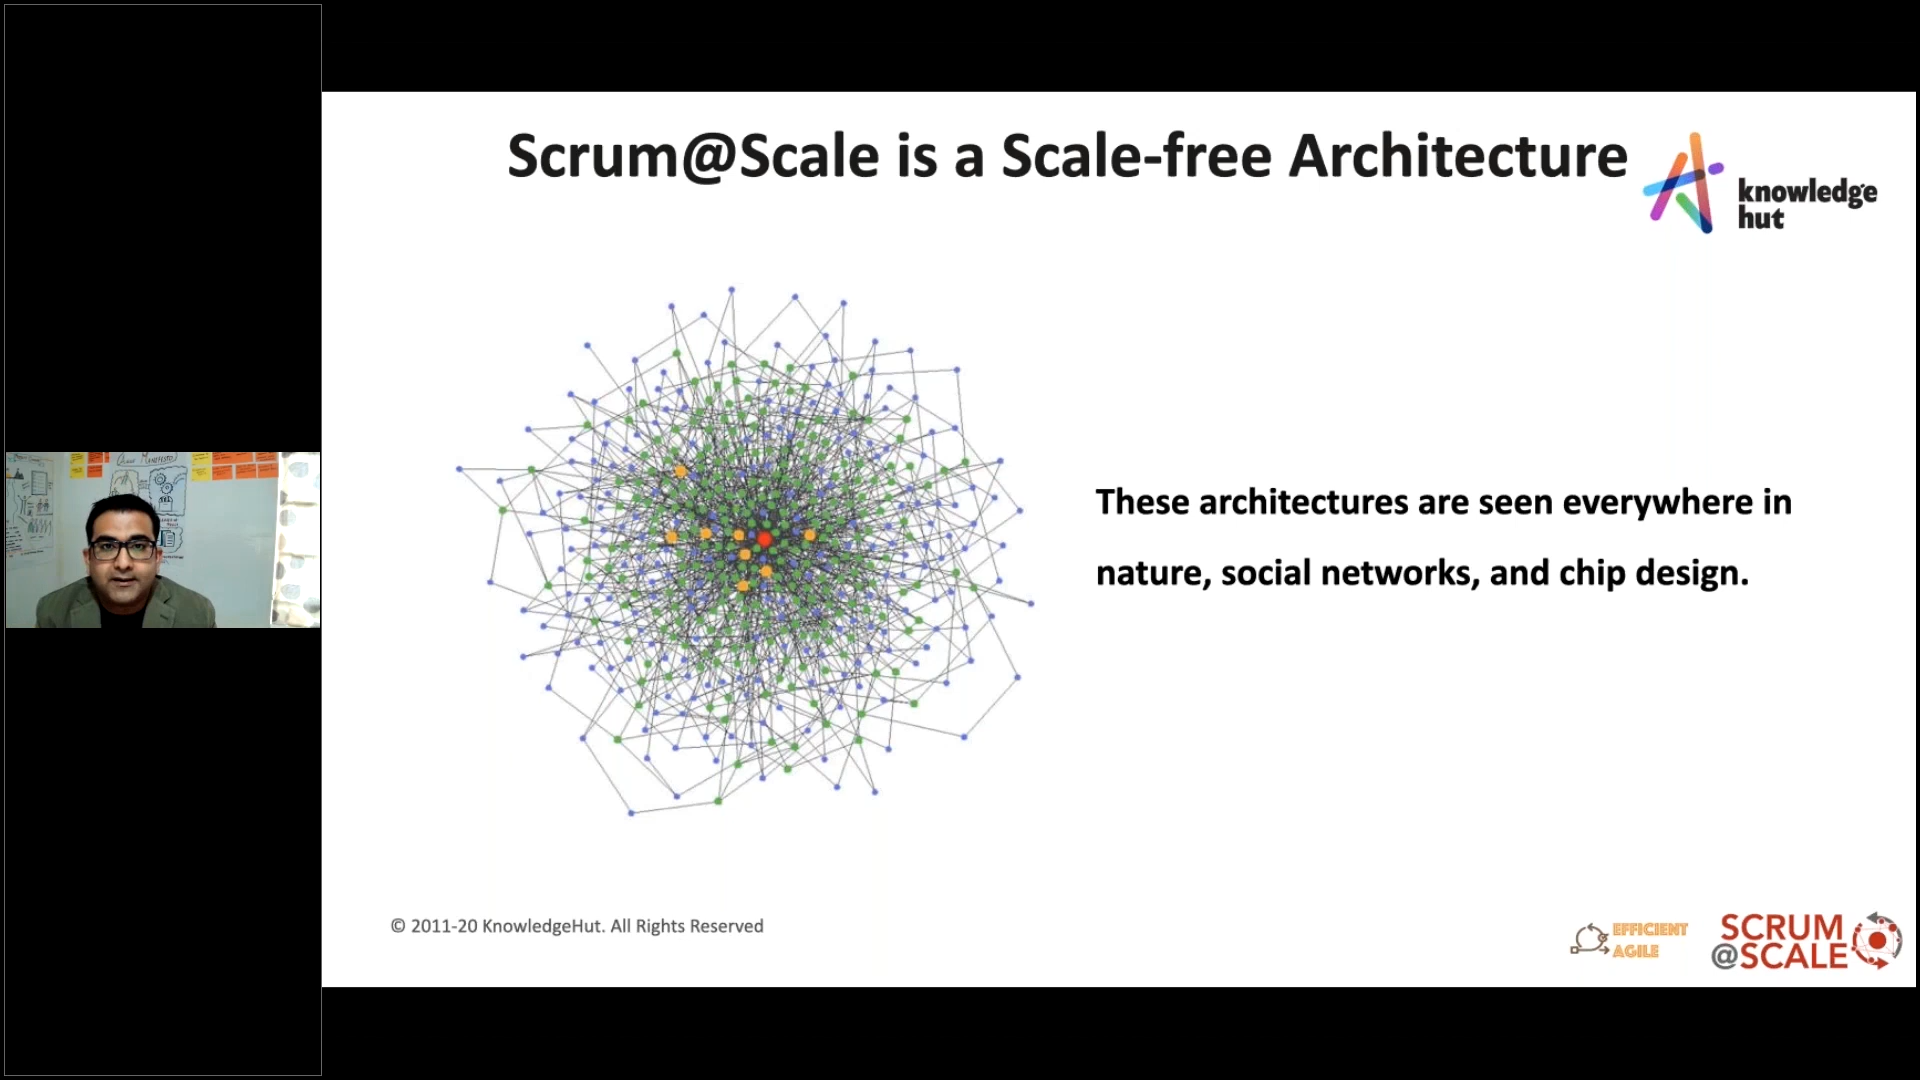 Scrum@Scale is a Scale-free Architecture
knowledge
hut
These architectures are seen everywhere in
nature, social networks, and chip design.
© 2011-20 KnowledgeHut. All Rights Reserved
EFFICIENT
AGILE
SCRUM
@SCALE